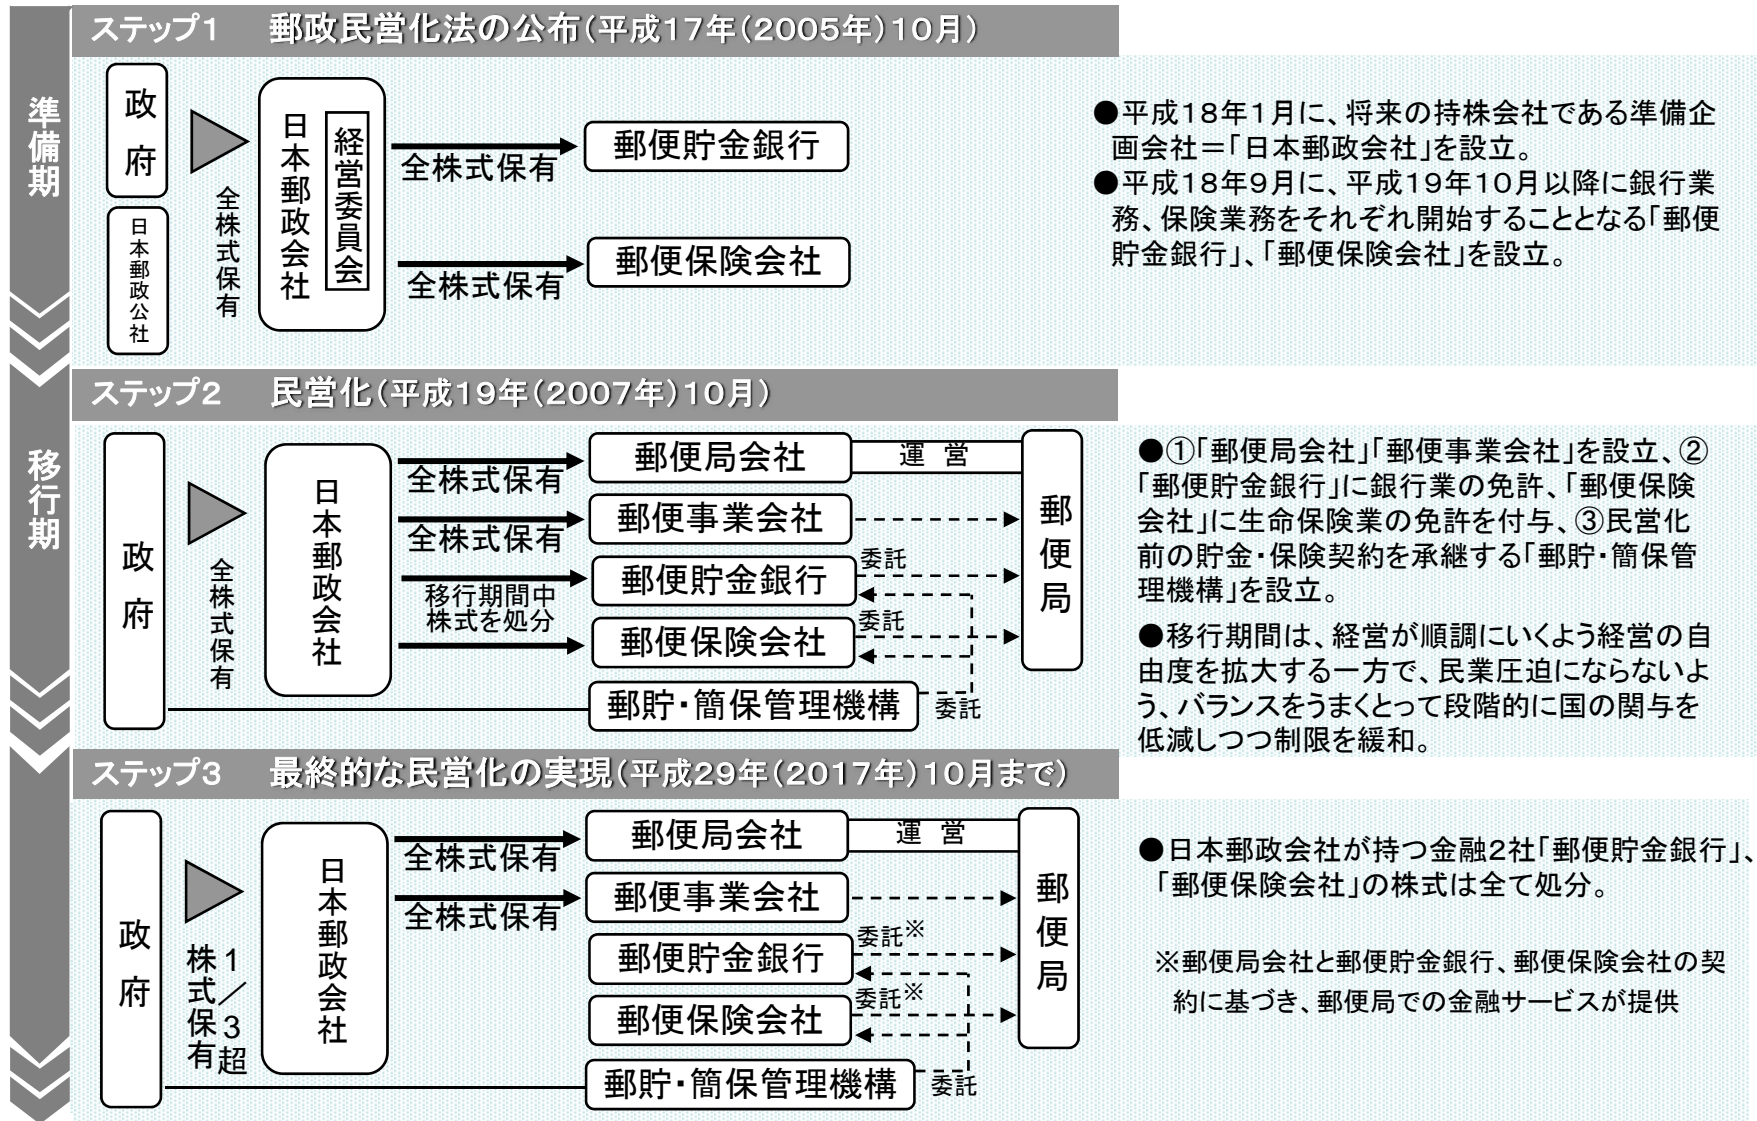 準備期
ステップ1　郵政民営化法の公布(平成17年(2005年)10月)
政府
日本郵政公社
全株式保有
日本郵政会社
経営委員会
全株式保有
郵便貯金銀行
全株式保有
郵便保険会社
●平成18年1月に、将来の持株会社である準備企
画会社＝「日本郵政会社」を設立。
●平成18年9月に、平成19年10月以降に銀行業
務、保険業務をそれぞれ開始することとなる「郵便
貯金銀行」、「郵便保険会社」を設立。
移行期
ステップ2　民営化(平成19年(2007年)10月)
政府
全株式保有
日本郵政会社
全株式保有
郵便局会社
運営
全株式保有
郵便事業会社
移行期間中
株式を処分
郵便貯金銀行
委託
郵便保険会社
委託
郵貯・簡保管理機構
委託
郵便局
●①「郵便局会社」「郵便事業会社」を設立、②
「郵便貯金銀行」に銀行業の免許、「郵便保険
会社」に生命保険業の免許を付与、③民営化
前の貯金・保険契約を承継する「郵貯・簡保管
理機構」を設立。
●移行期間は、経営が順調にいくよう経営の自
由度を拡大する一方で、民業圧迫にならないよ
う、バランスをうまくとって段階的に国の関与を
低減しつつ制限を緩和。
ステップ3　最終的な民営化の実現(平成29年(2017年)10月まで)
政府
1／3超
株式保有
日本郵政会社
全株式保有
郵便局会社
運営
全株式保有
郵便事業会社
郵便貯金銀行
委託※
郵便保険会社
委託※
郵貯・簡保管理機構
委託
郵便局
●日本郵政会社が持つ金融2社「郵便貯金銀行」、
「郵便保険会社」の株式は全て処分。
※郵便局会社と郵便貯金銀行、郵便保険会社の契
約に基づき、郵便局での金融サービスが提供